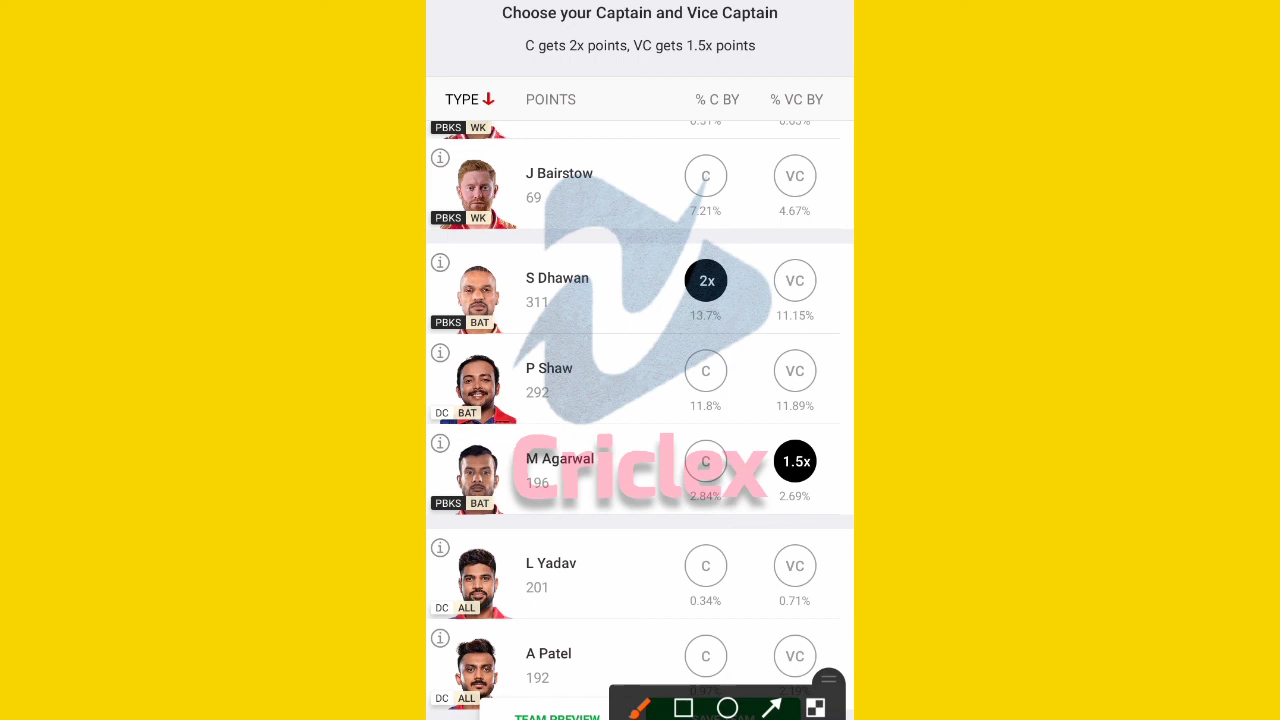 Choose your Captain and Vice Captain
C gets 2x points, VC gets 1.5x points
TYPE POINTS % C BY % VC BY
PBKS WK
J Bairstow
69
C VC
7.21% 4.67%
PBKS WK
S Dhawan
311
2x VC
13.7% 11.15%
PBKS BAT
P Shaw
292
C VC
11.8% 11.89%
DC BAT
M Agarwal
196
C 1.5x
2.84% 2.69%
PBKS BAT
Criclex
L Yadav
201
C VC
0.34% 0.71%
DC ALL
A Patel
192
C VC
0.97% 2.19%
DC ALL
TEAM PREVIEW